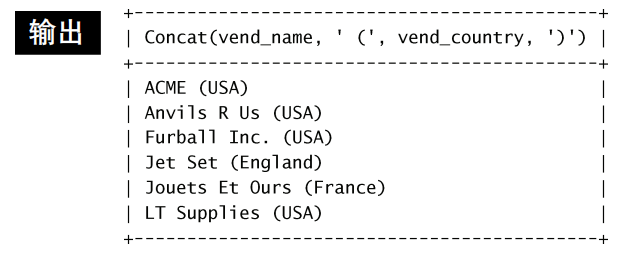 输出
+--------------------------------------------+
| Concat(vend_name, ' (', vend_country, ')') |
+--------------------------------------------+
| ACME (USA)                                 |
| Anvils R Us (USA)                          |
| Furball Inc. (USA)                         |
| Jet Set (England)                          |
| Jouets Et Ours (France)                    |
| LT Supplies (USA)                          |
+--------------------------------------------+